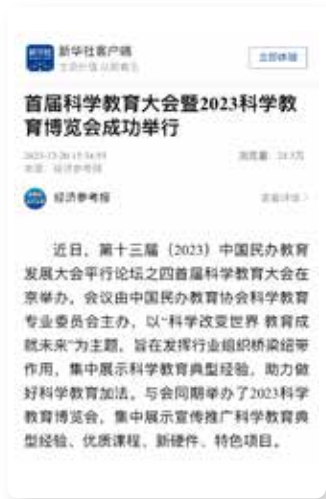 新华社客户端
立即体验
首届科学教育大会暨2023科学教
育博览会成功举行
经济参考报
近日，第十三届（2023）中国民办教育
发展大会平行论坛之四首届科学教育大会在
京举办。会议由中国民办教育协会科学教育
专业委员会主办，以“科学改变世界 教育成
就未来”为主题，旨在发挥行业组织桥梁纽带
作用，集中展示科学教育典型经验，助力做
好科学教育加法。与会同期举办了2023科学
教育博览会，集中展示宣传推广科学教育典
型经验、优质课程、新硬件、特色项目。